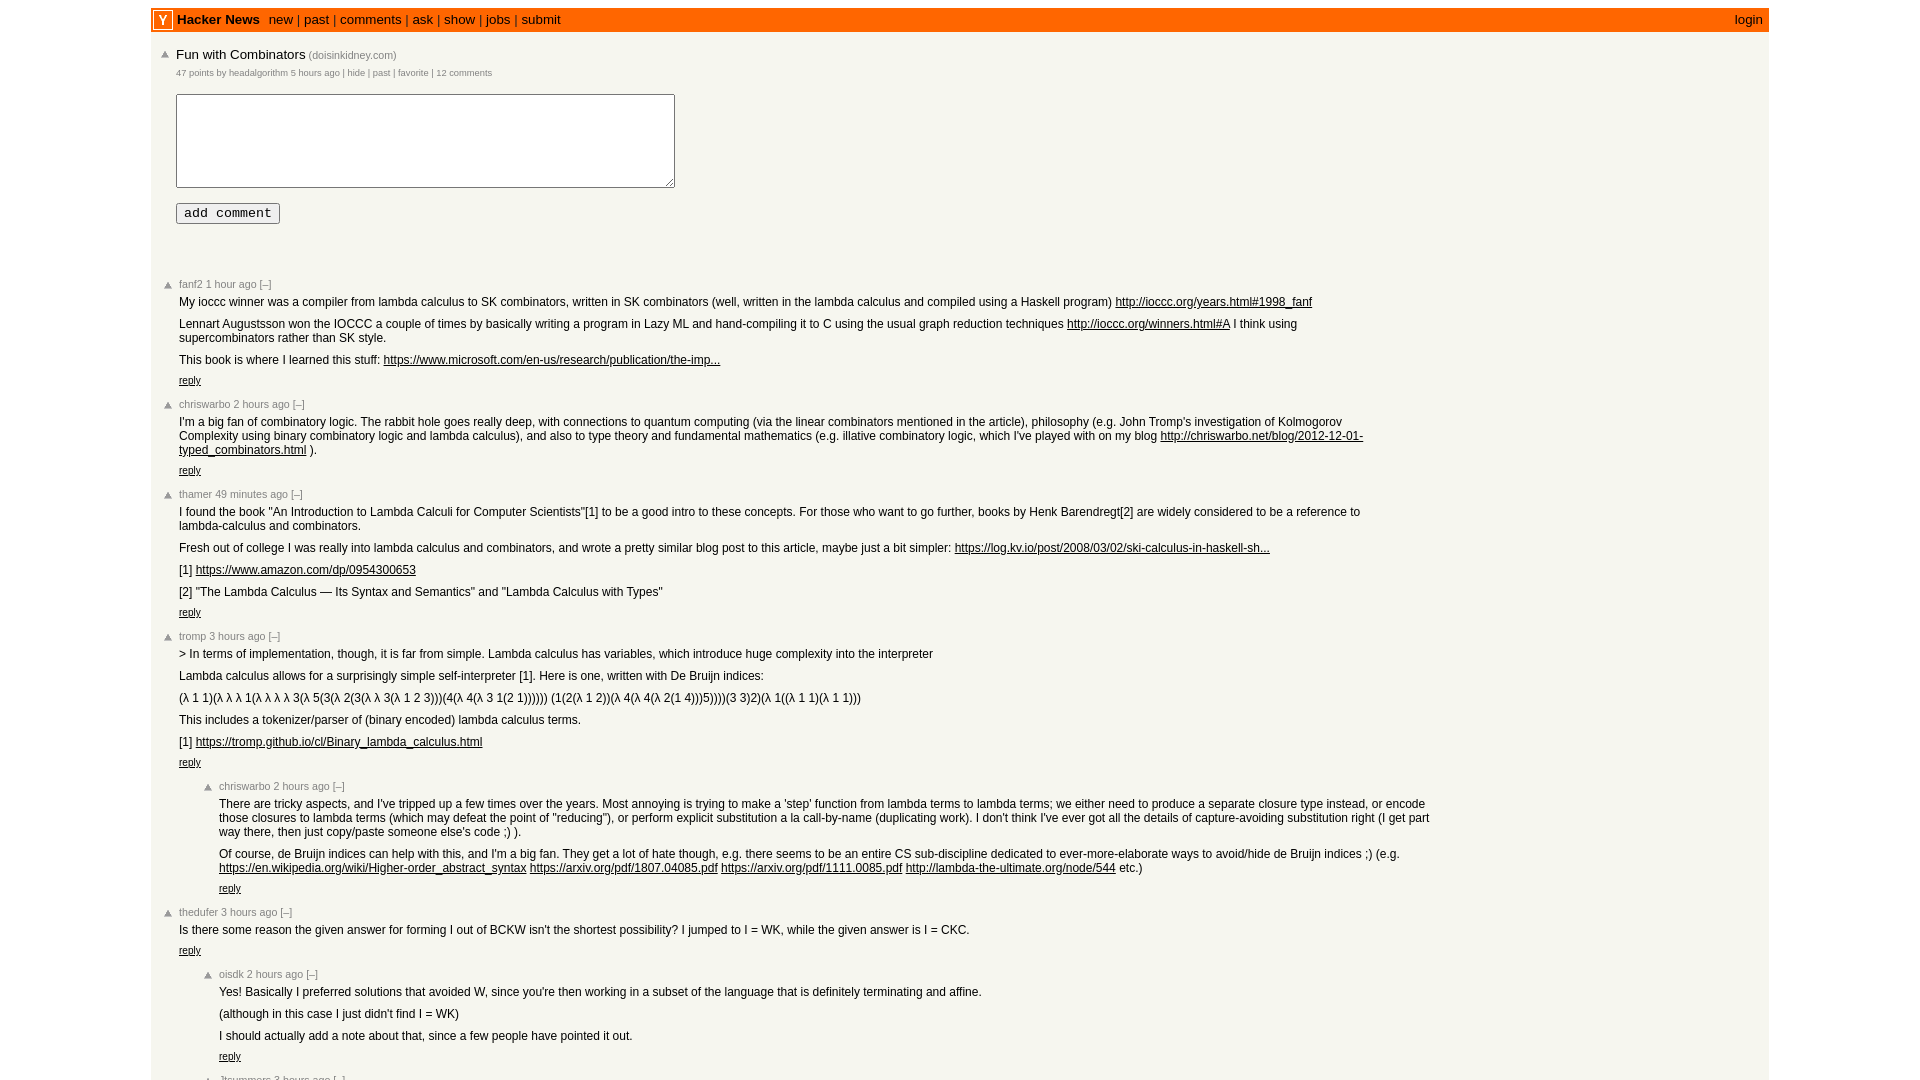 Y Hacker News new | past | comments | ask | show | jobs | submit login
Fun with Combinators (doisinkidney.com)
47 points by headalgorithm 5 hours ago | hide | past | favorite | 12 comments
add comment
fanf2 1 hour ago [–]
My ioccc winner was a compiler from lambda calculus to SK combinators, written in SK combinators (well, written in the lambda calculus and compiled using a Haskell program) http://ioccc.org/years.html#1998_fanf
Lennart Augustsson won the IOCCC a couple of times by basically writing a program in Lazy ML and hand-compiling it to C using the usual graph reduction techniques http://ioccc.org/winners.html#A I think using
supercombinators rather than SK style.
This book is where I learned this stuff: https://www.microsoft.com/en-us/research/publication/the-imp...
reply
chriswarbo 2 hours ago [–]
I'm a big fan of combinatory logic. The rabbit hole goes really deep, with connections to quantum computing (via the linear combinators mentioned in the article), philosophy (e.g. John Tromp's investigation of Kolmogorov
Complexity using binary combinatory logic and lambda calculus), and also to type theory and fundamental mathematics (e.g. illative combinatory logic, which I've played with on my blog http://chriswarbo.net/blog/2012-12-01-
typed_combinators.html ).
reply
thamer 49 minutes ago [–]
I found the book "An Introduction to Lambda Calculi for Computer Scientists"[1] to be a good intro to these concepts. For those who want to go further, books by Henk Barendregt[2] are widely considered to be a reference to
lambda-calculus and combinators.
Fresh out of college I was really into lambda calculus and combinators, and wrote a pretty similar blog post to this article, maybe just a bit simpler: https://log.kv.io/post/2008/03/02/ski-calculus-in-haskell-sh...
[1] https://www.amazon.com/dp/0954300653
[2] "The Lambda Calculus — Its Syntax and Semantics" and "Lambda Calculus with Types"
reply
tromp 3 hours ago [–]
> In terms of implementation, though, it is far from simple. Lambda calculus has variables, which introduce huge complexity into the interpreter
Lambda calculus allows for a surprisingly simple self-interpreter [1]. Here is one, written with De Bruijn indices:
(λ 1 1)(λ λ λ 1(λ λ λ λ 3(λ 5(3(λ 2(3(λ λ 3(λ 1 2 3)))(4(λ 4(λ 3 1(2 1)))))) (1(2(λ 1 2))(λ 4(λ 4(λ 2(1 4)))5))))(3 3)2)(λ 1((λ 1 1)(λ 1 1)))
This includes a tokenizer/parser of (binary encoded) lambda calculus terms.
[1] https://tromp.github.io/cl/Binary_lambda_calculus.html
reply
chriswarbo 2 hours ago [–]
There are tricky aspects, and I've tripped up a few times over the years. Most annoying is trying to make a 'step' function from lambda terms to lambda terms; we either need to produce a separate closure type instead, or encode
those closures to lambda terms (which may defeat the point of "reducing"), or perform explicit substitution a la call-by-name (duplicating work). I don't think I've ever got all the details of capture-avoiding substitution right (I get part
way there, then just copy/paste someone else's code ;) ).
Of course, de Bruijn indices can help with this, and I'm a big fan. They get a lot of hate though, e.g. there seems to be an entire CS sub-discipline dedicated to ever-more-elaborate ways to avoid/hide de Bruijn indices ;) (e.g.
https://en.wikipedia.org/wiki/Higher-order_abstract_syntax https://arxiv.org/pdf/1807.04085.pdf https://arxiv.org/pdf/1111.0085.pdf http://lambda-the-ultimate.org/node/544 etc.)
reply
thedufer 3 hours ago [–]
Is there some reason the given answer for forming I out of BCKW isn't the shortest possibility? I jumped to I = WK, while the given answer is I = CKC.
reply
oisdk 2 hours ago [–]
Yes! Basically I preferred solutions that avoided W, since you're then working in a subset of the language that is definitely terminating and affine.
(although in this case I just didn't find I = WK)
I should actually add a note about that, since a few people have pointed it out.
reply
Jtsummers 3 hours ago [–]